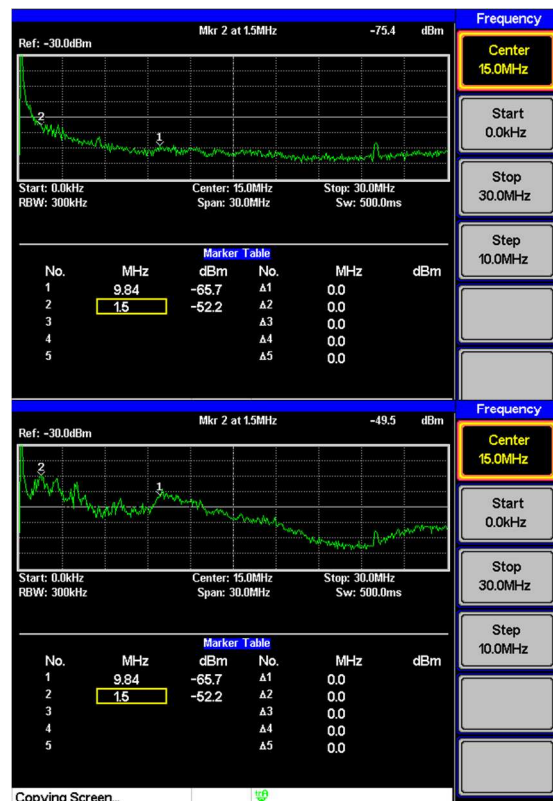 Frequency
Mkr 2 at 1.5MHz -75.4 dBm
Ref: -30.0dBm
Center
15.0MHz
2
1
Start
0.0kHz
Stop
30.0MHz
Start: 0.0kHz Center: 15.0MHz Stop: 30.0MHz
RBW: 300kHz Span: 30.0MHz Sw: 500.0ms
Step
10.0MHz
Marker Table
No. MHz dBm No. MHz dBm
1 9.84 -65.7 Δ1 0.0
2 1.5 -52.2 Δ2 0.0
3 Δ3 0.0
4 Δ4 0.0
5 Δ5 0.0
Frequency
Mkr 2 at 1.5MHz -49.5 dBm
Ref: -30.0dBm
Center
15.0MHz
2
1
Start
0.0kHz
Stop
30.0MHz
Start: 0.0kHz Center: 15.0MHz Stop: 30.0MHz
RBW: 300kHz Span: 30.0MHz Sw: 500.0ms
Step
10.0MHz
Marker Table
No. MHz dBm No. MHz dBm
1 9.84 -65.7 Δ1 0.0
2 1.5 -52.2 Δ2 0.0
3 Δ3 0.0
4 Δ4 0.0
5 Δ5 0.0
Copying Screen...